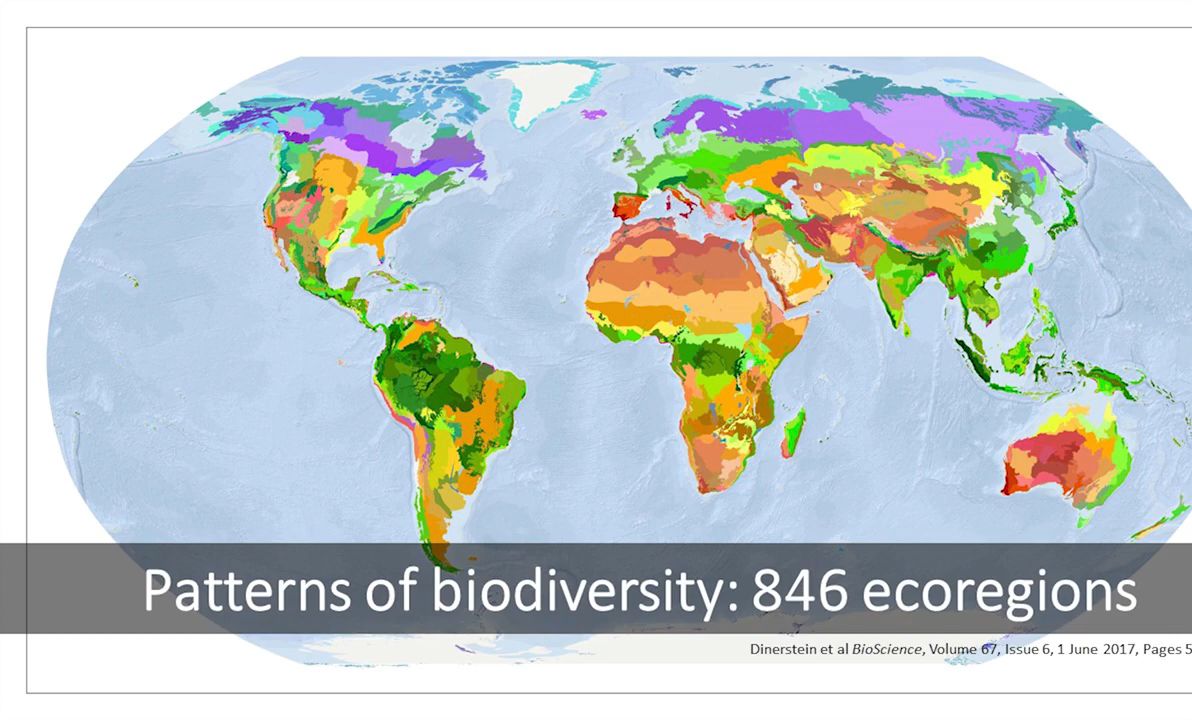 Patterns of biodiversity: 846 ecoregions
Dinerstein et al BioScience, Volume 67, Issue 6, 1 June 2017, Pages 5